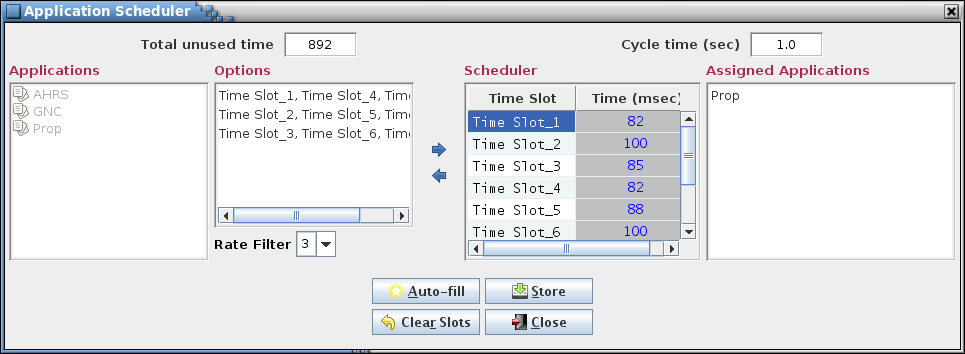 Application Scheduler
Total unused time 892 Cycle time (sec) 1.0
Applications Options Scheduler Assigned Applications
AHRS
GNC
Prop
Time Slot_1, Time Slot_4, Time
Time Slot_2, Time Slot_5, Time
Time Slot_3, Time Slot_6, Time
Rate Filter 3
Time Slot Time (msec)
Time Slot_1 82
Time Slot_2 100
Time Slot_3 85
Time Slot_4 82
Time Slot_5 88
Time Slot_6 100
Prop
Auto-fill Store
Clear Slots Close